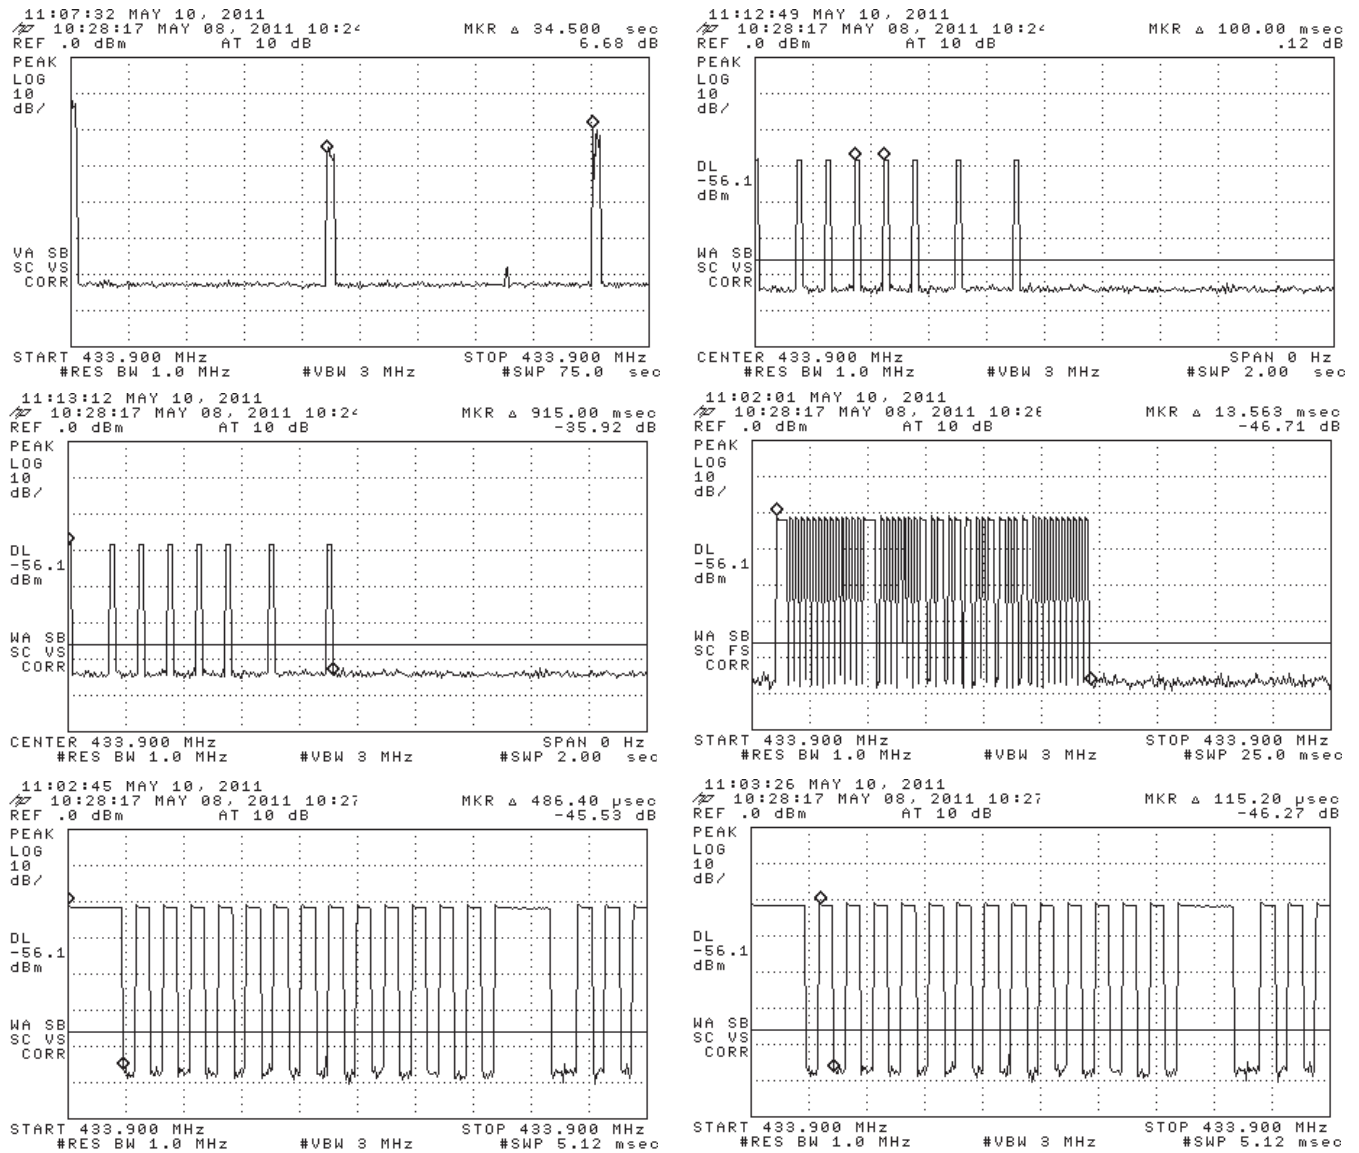 11:07:32 MAY 10, 2011
hp 10:28:17 MAY 08, 2011 10:24 MKR Δ 34.500 sec
REF .0 dBm AT 10 dB 6.68 dB
PEAK
LOG
10
dB/
VA SB
SC VS
CORR
START 433.900 MHz STOP 433.900 MHz
#RES BW 1.0 MHz #VBW 3 MHz #SWP 75.0 sec
11:12:49 MAY 10, 2011
hp 10:28:17 MAY 08, 2011 10:24 MKR Δ 100.00 msec
REF .0 dBm AT 10 dB .12 dB
PEAK
LOG
10
dB/
DL
-56.1
dBm
WA SB
SC VS
CORR
CENTER 433.900 MHz SPAN 0 Hz
#RES BW 1.0 MHz #VBW 3 MHz #SWP 2.00 sec
11:13:12 MAY 10, 2011
hp 10:28:17 MAY 08, 2011 10:24 MKR Δ 915.00 msec
REF .0 dBm AT 10 dB -35.92 dB
PEAK
LOG
10
dB/
DL
-56.1
dBm
WA SB
SC VS
CORR
CENTER 433.900 MHz SPAN 0 Hz
#RES BW 1.0 MHz #VBW 3 MHz #SWP 2.00 sec
11:02:01 MAY 10, 2011
hp 10:28:17 MAY 08, 2011 10:26 MKR Δ 13.563 msec
REF .0 dBm AT 10 dB -46.71 dB
PEAK
LOG
10
dB/
DL
-56.1
dBm
WA SB
SC FS
CORR
START 433.900 MHz STOP 433.900 MHz
#RES BW 1.0 MHz #VBW 3 MHz #SWP 25.0 msec
11:02:45 MAY 10, 2011
hp 10:28:17 MAY 08, 2011 10:27 MKR Δ 486.40 μsec
REF .0 dBm AT 10 dB -45.53 dB
PEAK
LOG
10
dB/
DL
-56.1
dBm
WA SB
SC VS
CORR
START 433.900 MHz STOP 433.900 MHz
#RES BW 1.0 MHz #VBW 3 MHz #SWP 5.12 msec
11:03:26 MAY 10, 2011
hp 10:28:17 MAY 08, 2011 10:27 MKR Δ 115.20 μsec
REF .0 dBm AT 10 dB -46.27 dB
PEAK
LOG
10
dB/
DL
-56.1
dBm
WA SB
SC VS
CORR
START 433.900 MHz STOP 433.900 MHz
#RES BW 1.0 MHz #VBW 3 MHz #SWP 5.12 msec